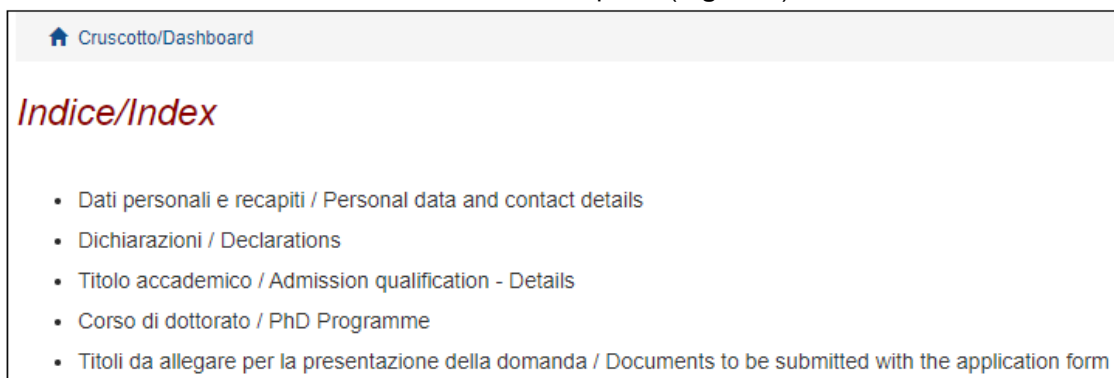 Cruscotto/Dashboard
Indice/Index
• Dati personali e recapiti / Personal data and contact details
• Dichiarazioni / Declarations
• Titolo accademico / Admission qualification - Details
• Corso di dottorato / PhD Programme
• Titoli da allegare per la presentazione della domanda / Documents to be submitted with the application form